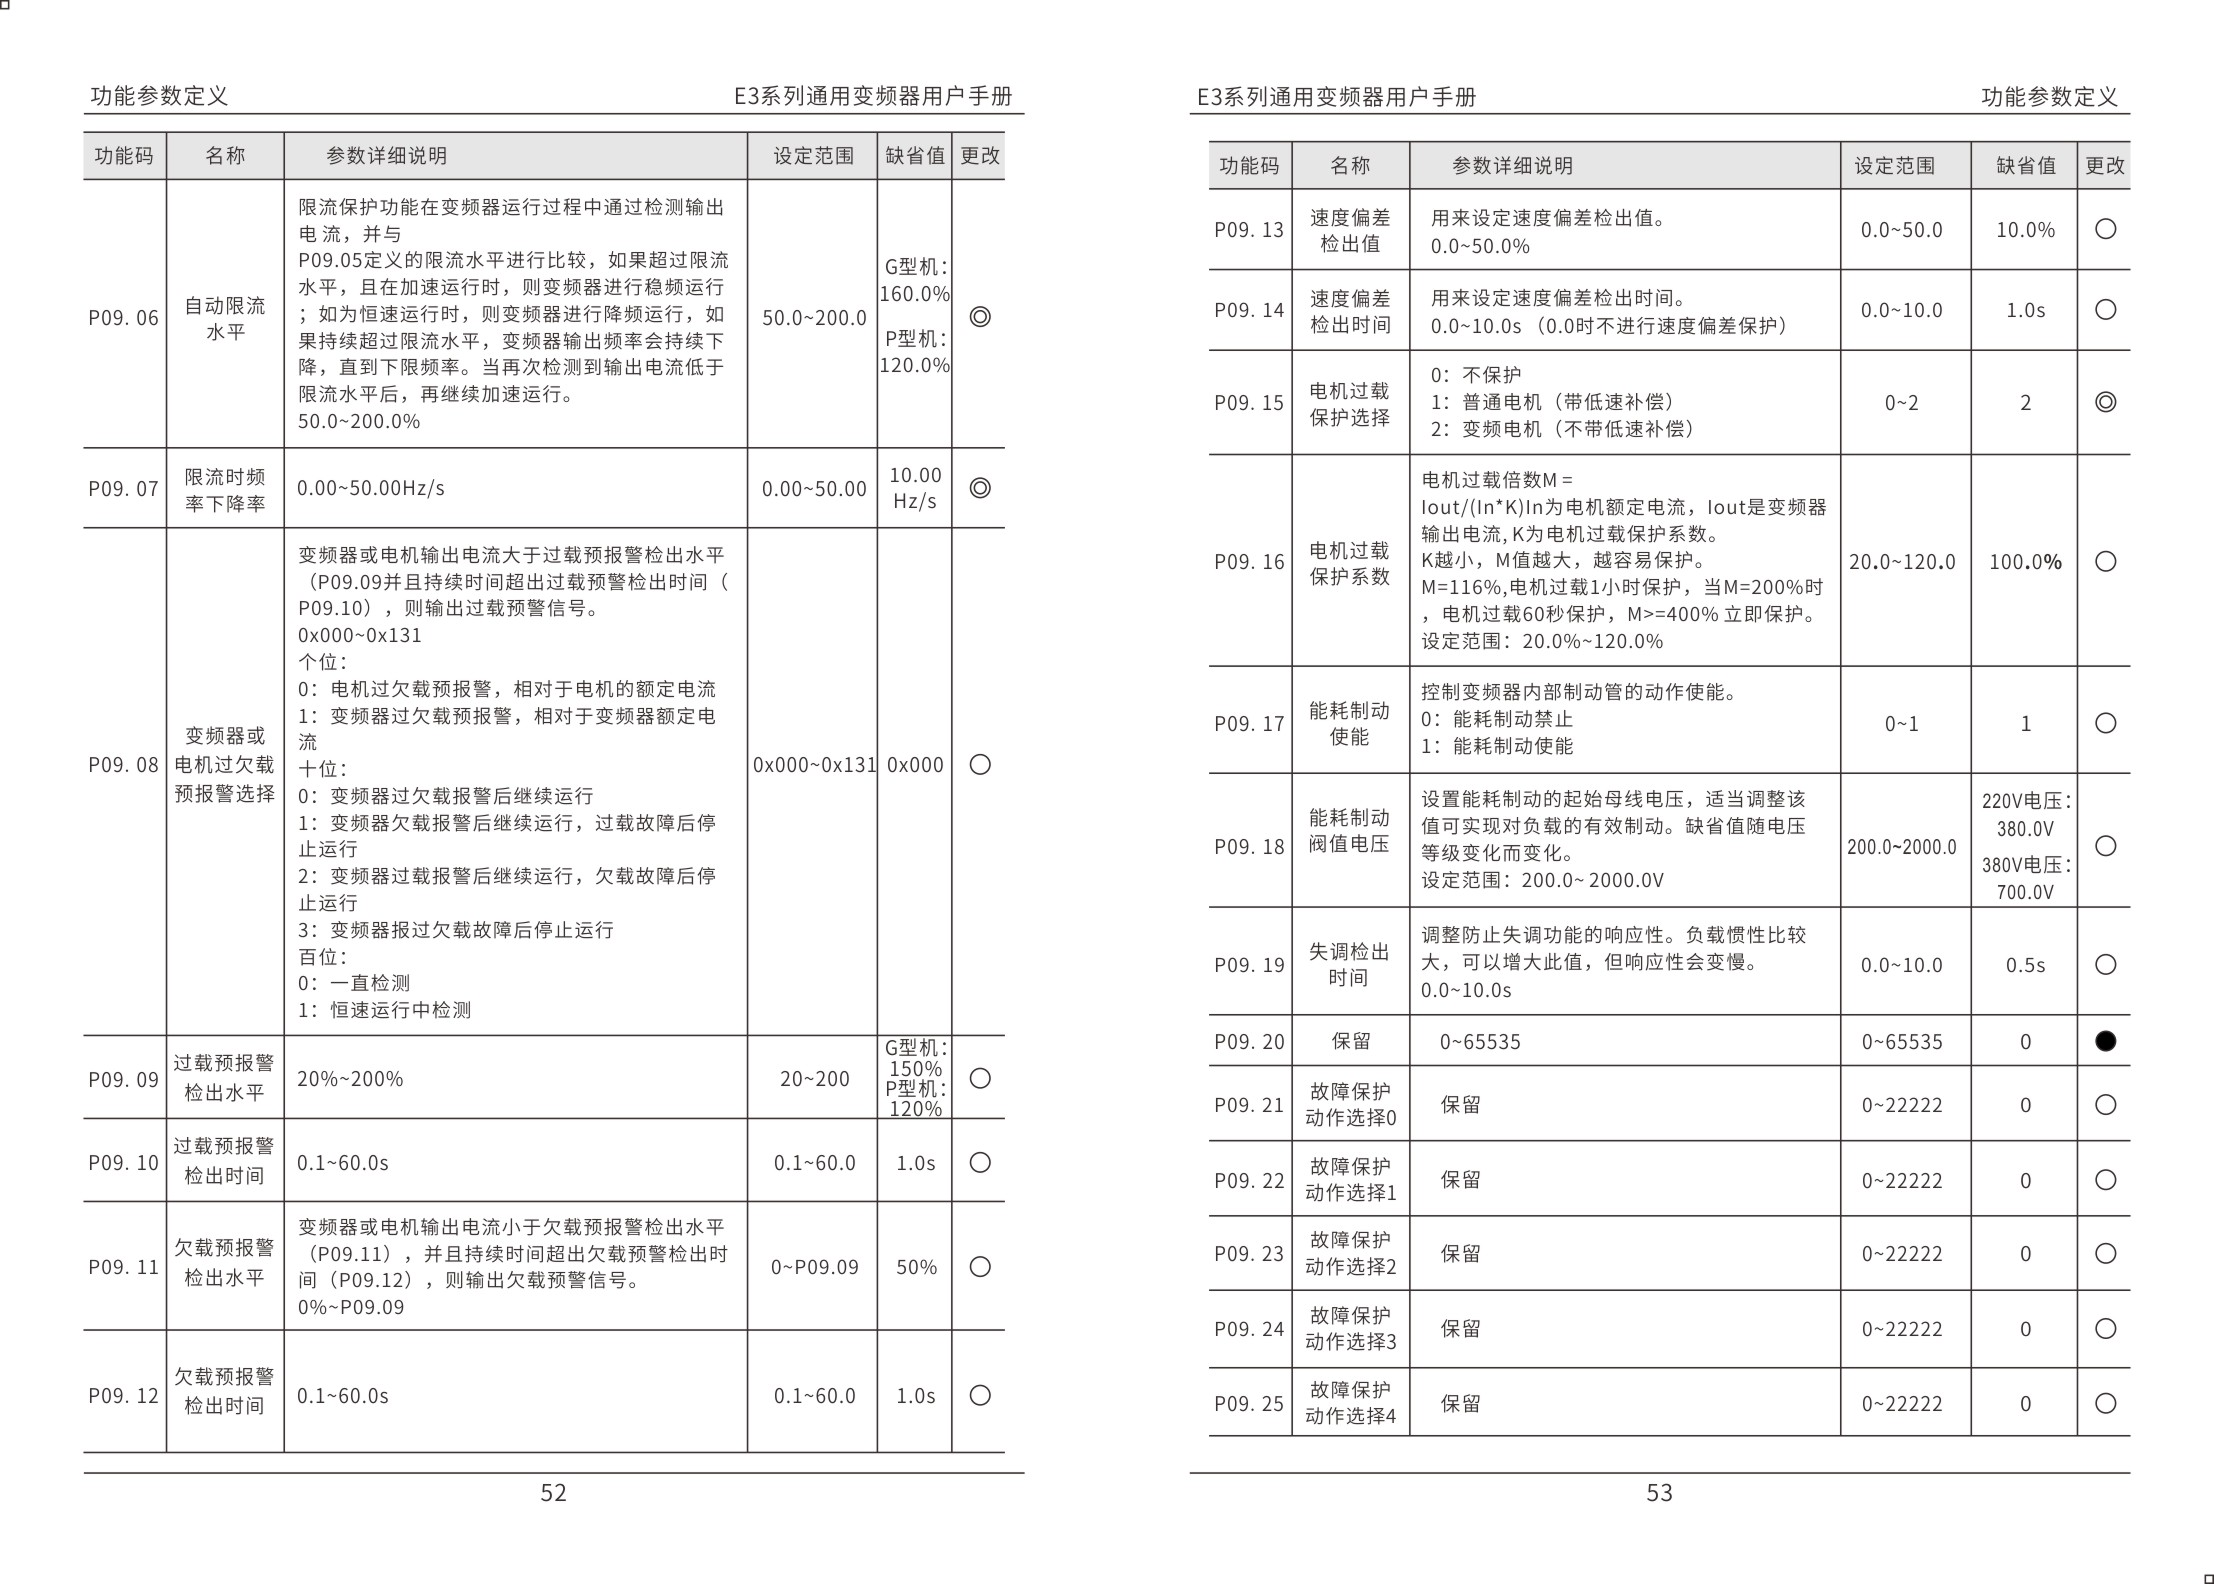 功能参数定义
E3系列通用变频器用户手册
功能码 名称 参数详细说明 设定范围 缺省值 更改
P09. 06
自动限流
水平
限流保护功能在变频器运行过程中通过检测输出
电 流，并与
P09.05定义的限流水平进行比较，如果超过限流
水平，且在加速运行时，则变频器进行稳频运行
；如为恒速运行时，则变频器进行降频运行，如
果持续超过限流水平，变频器输出频率会持续下
降，直到下限频率。当再次检测到输出电流低于
限流水平后，再继续加速运行。
50.0~200.0%
50.0~200.0
G型机：
160.0%
P型机：
120.0%
◎
P09. 07
限流时频
率下降率
0.00~50.00Hz/s
0.00~50.00
10.00
Hz/s
◎
P09. 08
变频器或
电机过欠载
预报警选择
变频器或电机输出电流大于过载预报警检出水平
（P09.09并且持续时间超出过载预警检出时间（
P09.10），则输出过载预警信号。
0x000~0x131
个位：
0：电机过欠载预报警，相对于电机的额定电流
1：变频器过欠载预报警，相对于变频器额定电
流
十位：
0：变频器过欠载报警后继续运行
1：变频器欠载报警后继续运行，过载故障后停
止运行
2：变频器过载报警后继续运行，欠载故障后停
止运行
3：变频器报过欠载故障后停止运行
百位：
0：一直检测
1：恒速运行中检测
0x000~0x131
0x000
○
P09. 09
过载预报警
检出水平
20%~200%
20~200
G型机：
150%
P型机：
120%
○
P09. 10
过载预报警
检出时间
0.1~60.0s
0.1~60.0
1.0s
○
P09. 11
欠载预报警
检出水平
变频器或电机输出电流小于欠载预报警检出水平
（P09.11），并且持续时间超出欠载预警检出时
间（P09.12），则输出欠载预警信号。
0%~P09.09
0~P09.09
50%
○
P09. 12
欠载预报警
检出时间
0.1~60.0s
0.1~60.0
1.0s
○
52
E3系列通用变频器用户手册
功能参数定义
功能码 名称 参数详细说明 设定范围 缺省值 更改
P09. 13
速度偏差
检出值
用来设定速度偏差检出值。
0.0~50.0%
0.0~50.0
10.0%
○
P09. 14
速度偏差
检出时间
用来设定速度偏差检出时间。
0.0~10.0s （0.0时不进行速度偏差保护）
0.0~10.0
1.0s
○
P09. 15
电机过载
保护选择
0：不保护
1：普通电机（带低速补偿）
2：变频电机（不带低速补偿）
0~2
2
◎
P09. 16
电机过载
保护系数
电机过载倍数M =
Iout/(In*K)In为电机额定电流，Iout是变频器
输出电流,K为电机过载保护系数。
K越小，M值越大，越容易保护。
M=116%,电机过载1小时保护，当M=200%时
，电机过载60秒保护，M>=400% 立即保护。
设定范围：20.0%~120.0%
20.0~120.0
100.0%
○
P09. 17
能耗制动
使能
控制变频器内部制动管的动作使能。
0：能耗制动禁止
1：能耗制动使能
0~1
1
○
P09. 18
能耗制动
阀值电压
设置能耗制动的起始母线电压，适当调整该
值可实现对负载的有效制动。缺省值随电压
等级变化而变化。
设定范围：200.0~ 2000.0V
200.0~2000.0
220V电压：
380.0V
380V电压：
700.0V
○
P09. 19
失调检出
时间
调整防止失调功能的响应性。负载惯性比较
大，可以增大此值，但响应性会变慢。
0.0~10.0s
0.0~10.0
0.5s
○
P09. 20
保留
0~65535
0~65535
0
●
P09. 21
故障保护
动作选择0
保留
0~22222
0
○
P09. 22
故障保护
动作选择1
保留
0~22222
0
○
P09. 23
故障保护
动作选择2
保留
0~22222
0
○
P09. 24
故障保护
动作选择3
保留
0~22222
0
○
P09. 25
故障保护
动作选择4
保留
0~22222
0
○
53